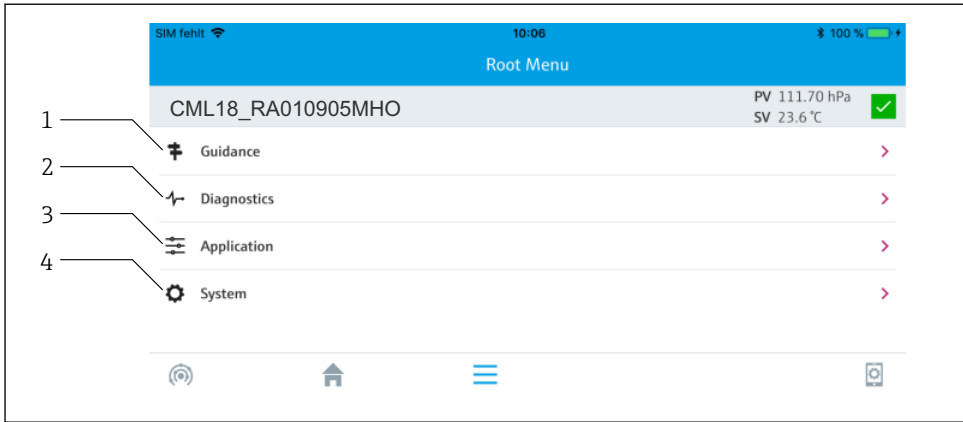 SIM fehlt 10:06 100 %
Root Menu
CML18_RA010905MHO
PV 111.70 hPa
SV 23.6 °C
1
Guidance
2
Diagnostics
3
Application
4
System